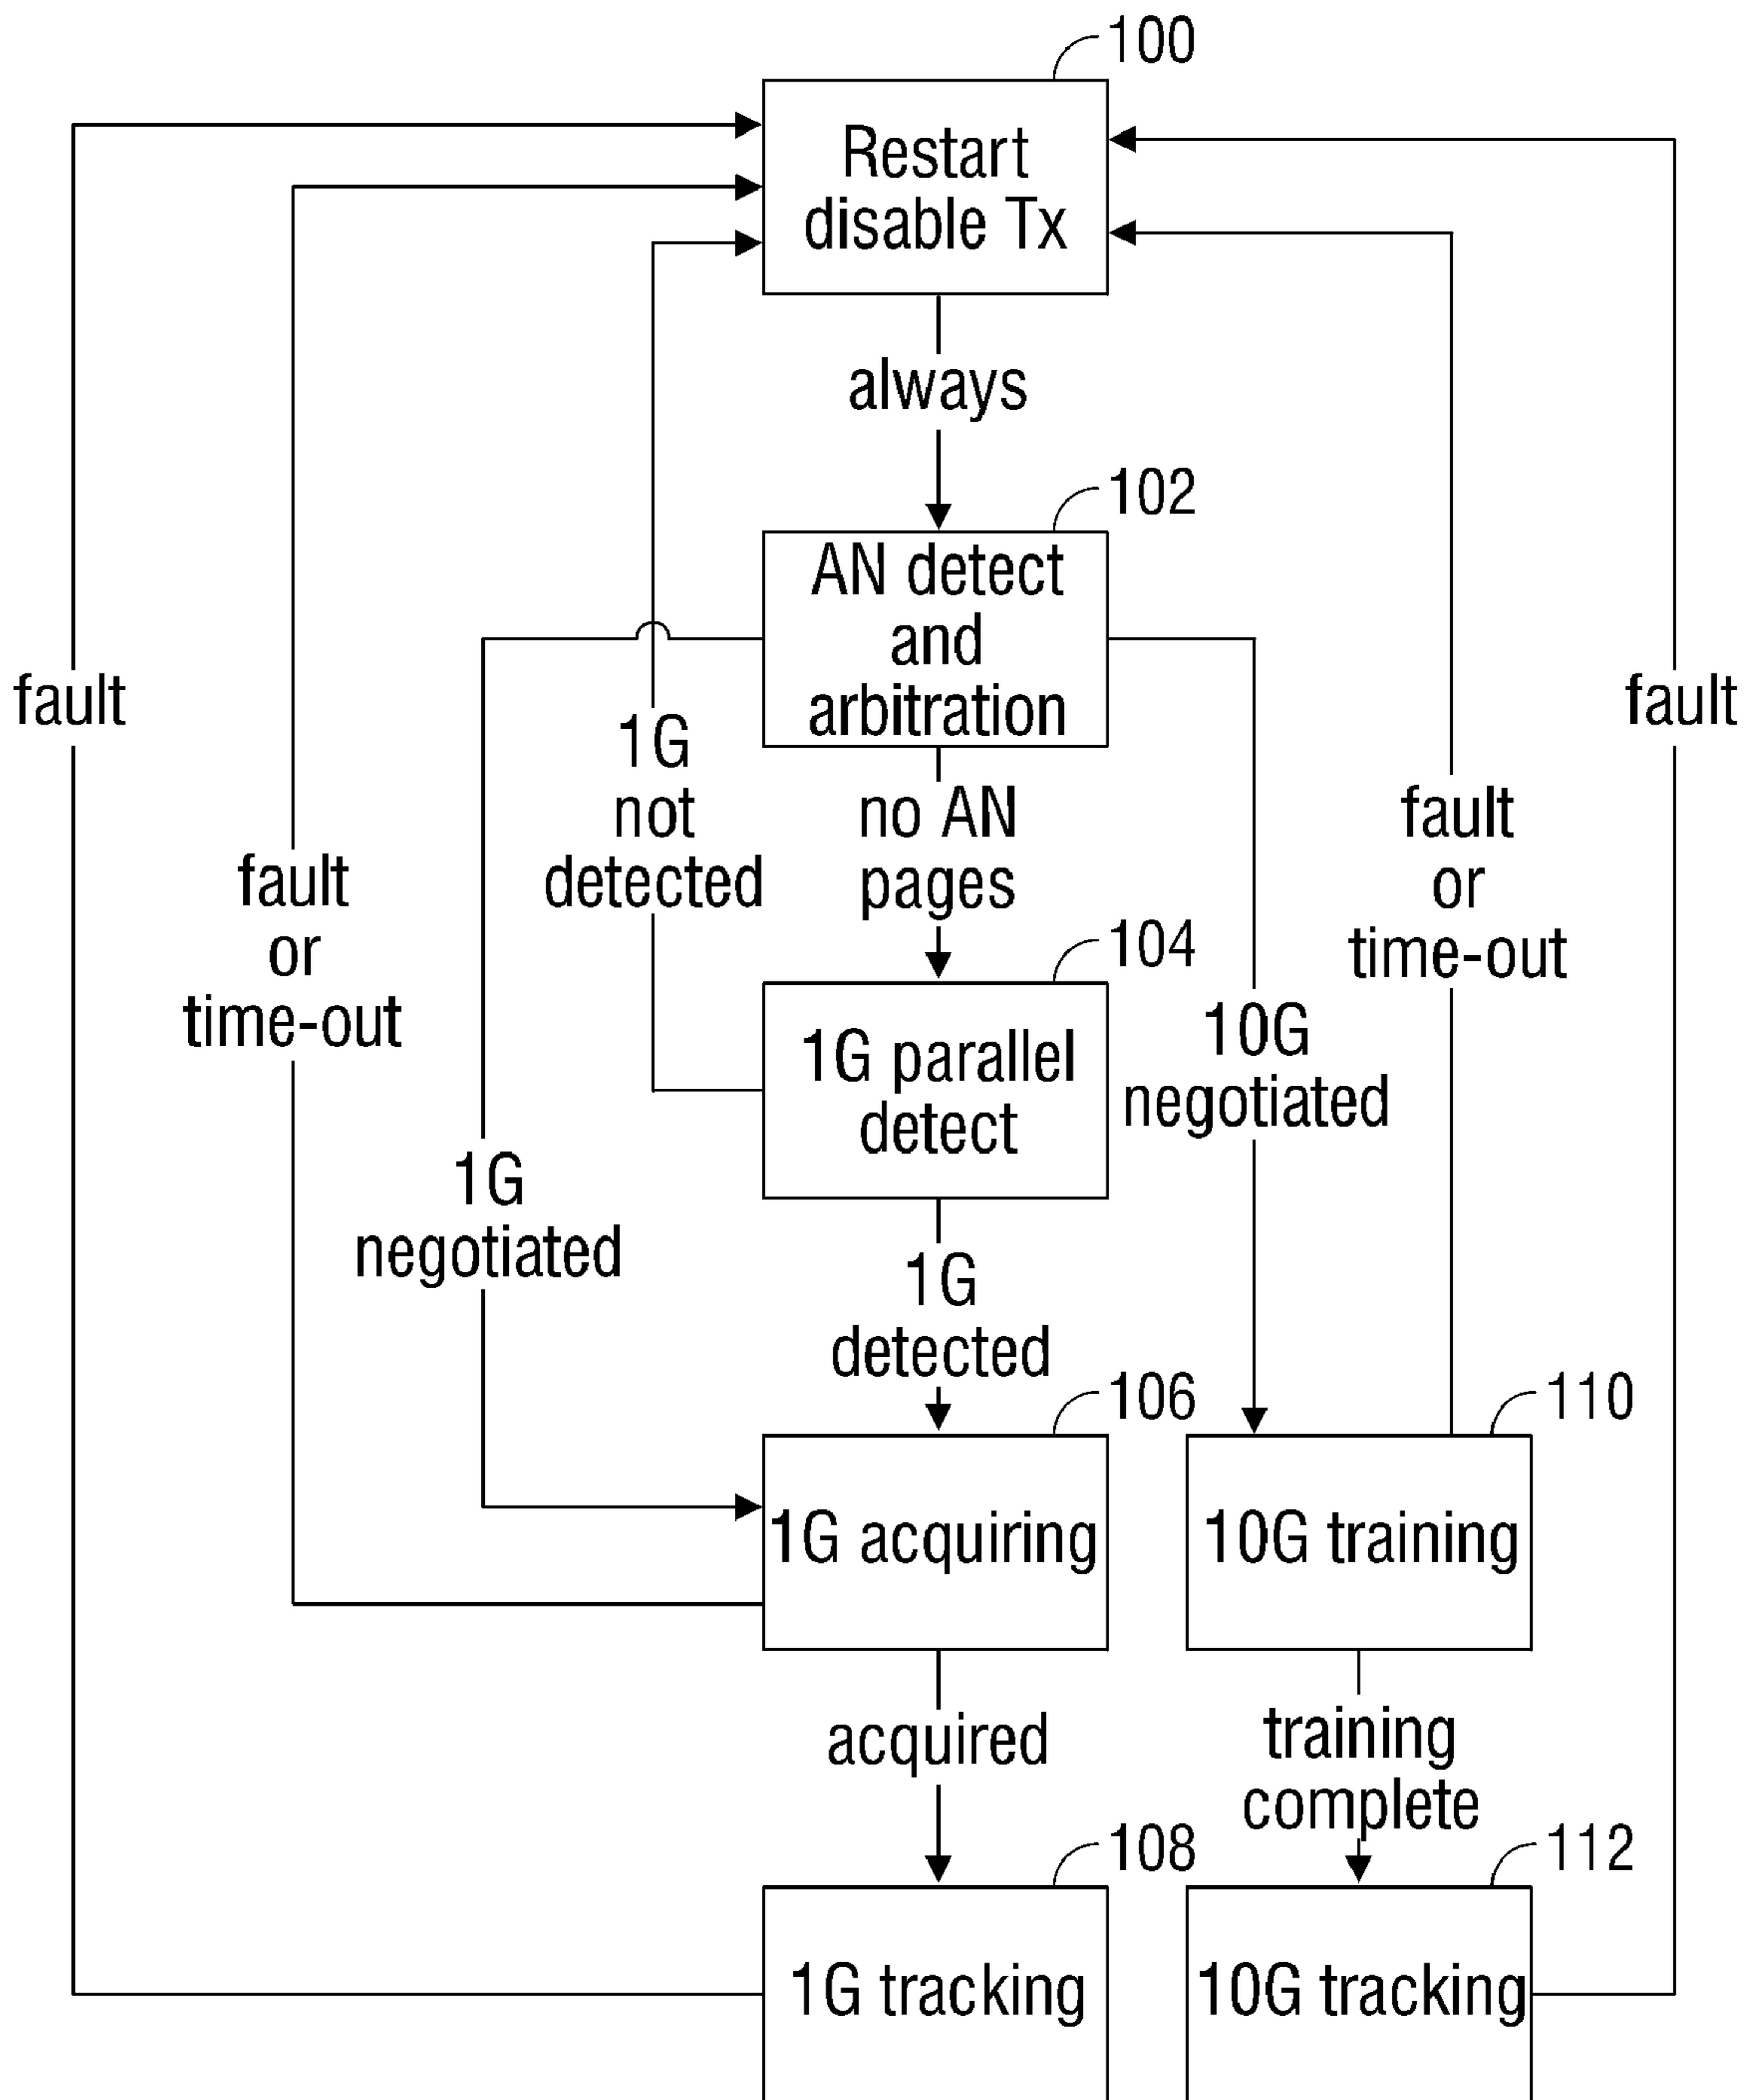 100
Restart
disable Tx
always
102
AN detect
and
arbitration
fault
fault
1G
not
detected
no AN
pages
fault
or
time-out
fault
or
time-out
104
1G parallel
detect
10G
negotiated
1G
negotiated
1G
detected
106
110
1G acquiring
10G training
acquired
training
complete
108
112
1G tracking
10G tracking